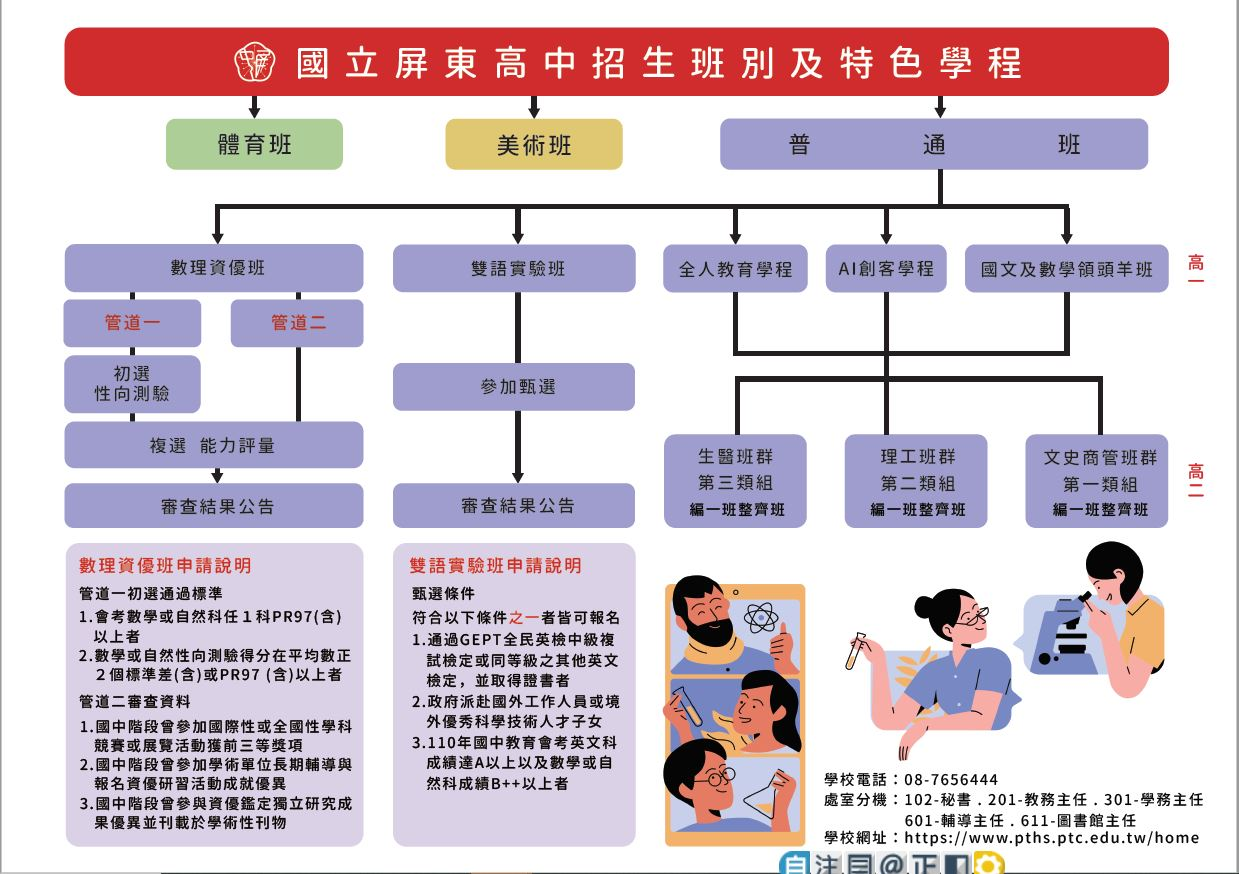 國立屏東高中招生班別及特色學程
體育班
美術班
普通班
數理資優班
雙語實驗班
全人教育學程
AI創客學程
國文及數學領頭羊班
高一
管道一
管道二
初選
性向測驗
參加甄選
複選 能力評量
審查結果公告
審查結果公告
生醫班群
第三類組
編一班整齊班
理工班群
第二類組
編一班整齊班
文史商管班群
第一類組
編一班整齊班
高二
數理資優班申請說明
管道一初選通過標準
1.會考數學或自然科任１科PR97(含)
以上者
2.數學或自然性向測驗得分在平均數正
２個標準差(含)或PR97 (含)以上者
管道二審查資料
1.國中階段曾參加國際性或全國性學科
競賽或展覽活動獲前三等獎項
2.國中階段曾參加學術單位長期輔導與
報名資優研習活動成就優異
3.國中階段曾參與資優鑑定獨立研究成
果優異並刊載於學術性刊物
雙語實驗班申請說明
甄選條件
符合以下條件之一者皆可報名
1.通過GEPT全民英檢中級複
試檢定或同等級之其他英文
檢定，並取得證書者
2.政府派赴國外工作人員或境
外優秀科學技術人才子女
3.110年國中教育會考英文科
成績達A以上以及數學或自
然科成績B++以上者
學校電話：08-7656444
處室分機：102-秘書 . 201-教務主任 . 301-學務主任
601-輔導主任 . 611-圖書館主任
學校網址：https://www.pths.ptc.edu.tw/home